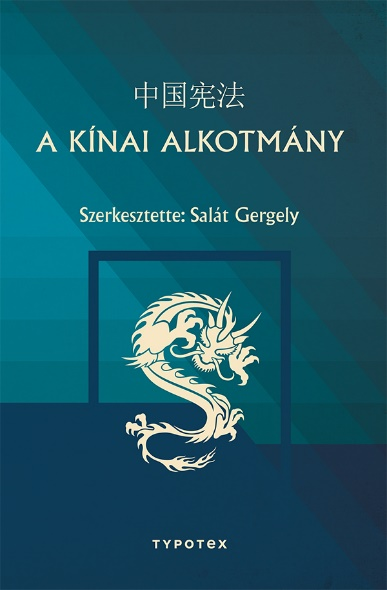 中国宪法
A KÍNAI ALKOTMÁNY
Szerkesztette: Salát Gergely
TYPOTEX